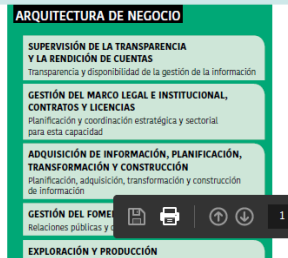 ARQUITECTURA DE NEGOCIO
SUPERVISIÓN DE LA TRANSPARENCIA
Y LA RENDICIÓN DE CUENTAS
Transparencia y disponibilidad de la gestión de la información
GESTIÓN DEL MARCO LEGAL E INSTITUCIONAL,
CONTRATOS Y LICENCIAS
Planificación y coordinación estratégica y sectorial
para esta capacidad
ADQUISICIÓN DE INFORMACIÓN, PLANIFICACIÓN,
TRANSFORMACIÓN Y CONSTRUCCIÓN
Planificación, adquisición, transformación y construcción
de información
GESTIÓN DEL
Relaciones públicas y
1
EXPLORACIÓN Y PRODUCCIÓN